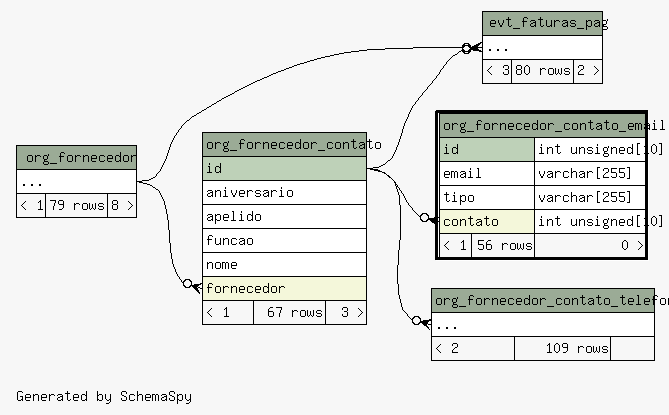 evt_faturas_pag
...
< 3 80 rows 2 >
org_fornecedor
...
< 1 79 rows 8 >
org_fornecedor_contato
id
aniversario
apelido
funcao
nome
fornecedor
< 1 67 rows 3 >
org_fornecedor_contato_email
id int unsigned[10]
email varchar[255]
tipo varchar[255]
contato int unsigned[10]
< 1 56 rows 0 >
...
< 2 109 rows
Generated by SchemaSpy